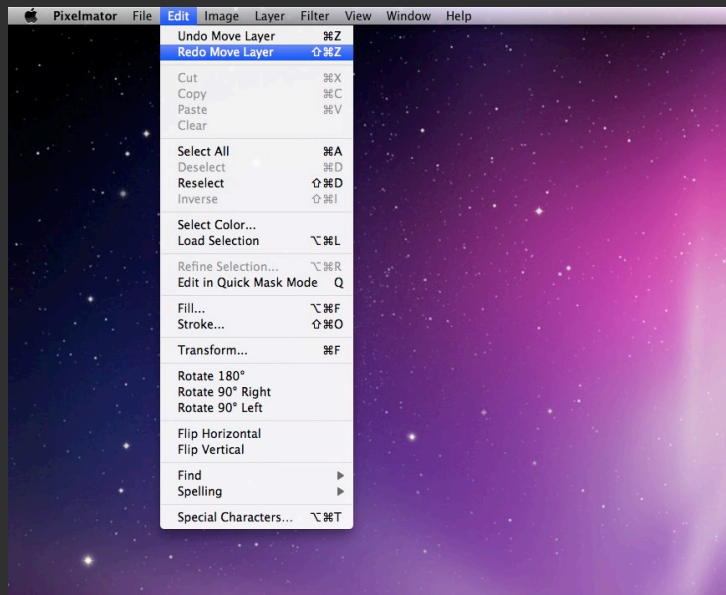 Pixelmator File Edit Image Layer Filter View Window Help
Undo Move Layer ⌘Z
Redo Move Layer ⇧⌘Z
Cut ⌘X
Copy ⌘C
Paste ⌘V
Clear
Select All ⌘A
Deselect ⌘D
Reselect ⇧⌘D
Inverse ⇧⌘I
Select Color...
Load Selection ⌥⌘L
Refine Selection... ⌥⌘R
Edit in Quick Mask Mode Q
Fill... ⌥⌘F
Stroke... ⇧⌘O
Transform... ⌘F
Rotate 180°
Rotate 90° Right
Rotate 90° Left
Flip Horizontal
Flip Vertical
Find
Spelling
Special Characters... ⌥⌘T